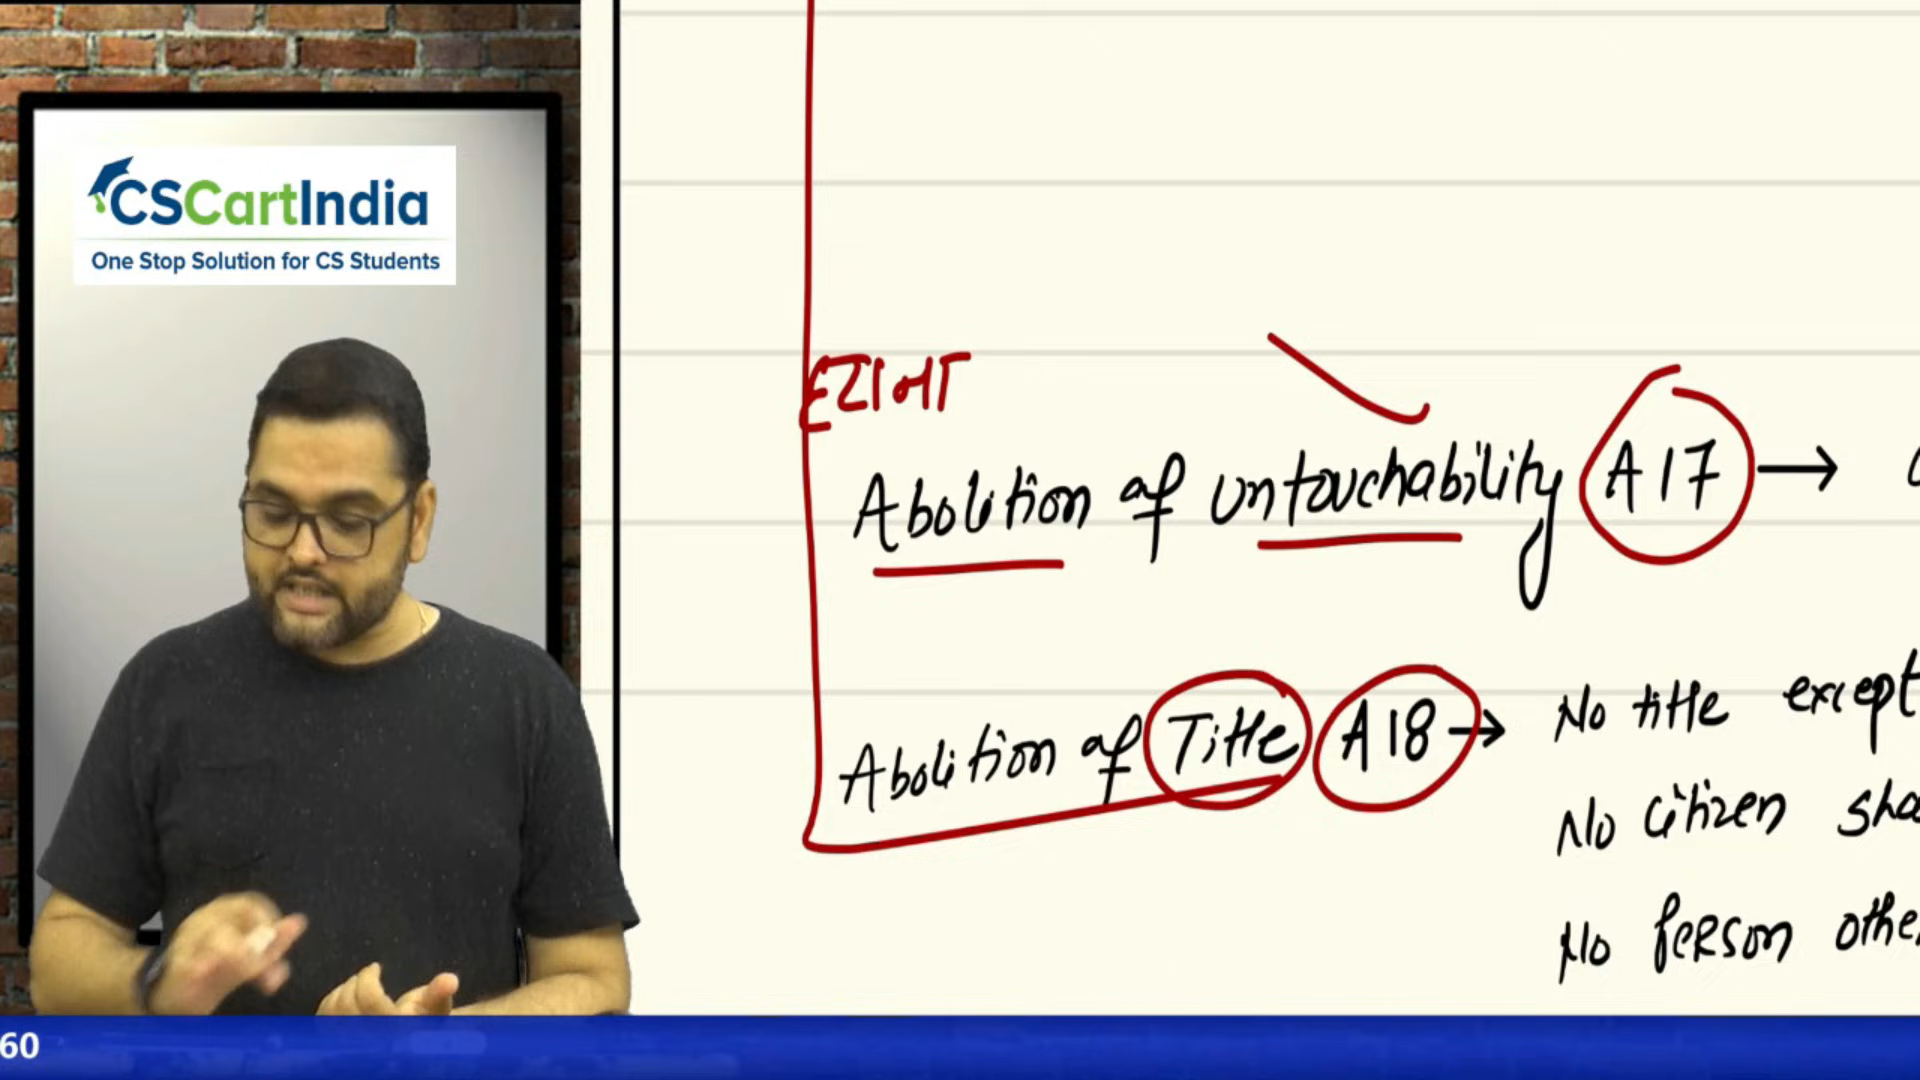 CSCartIndia
One Stop Solution for CS Students
Abolition of Untouchability A17 →
Abolition of Title A18 → No title except
No Citizen
No Person
60